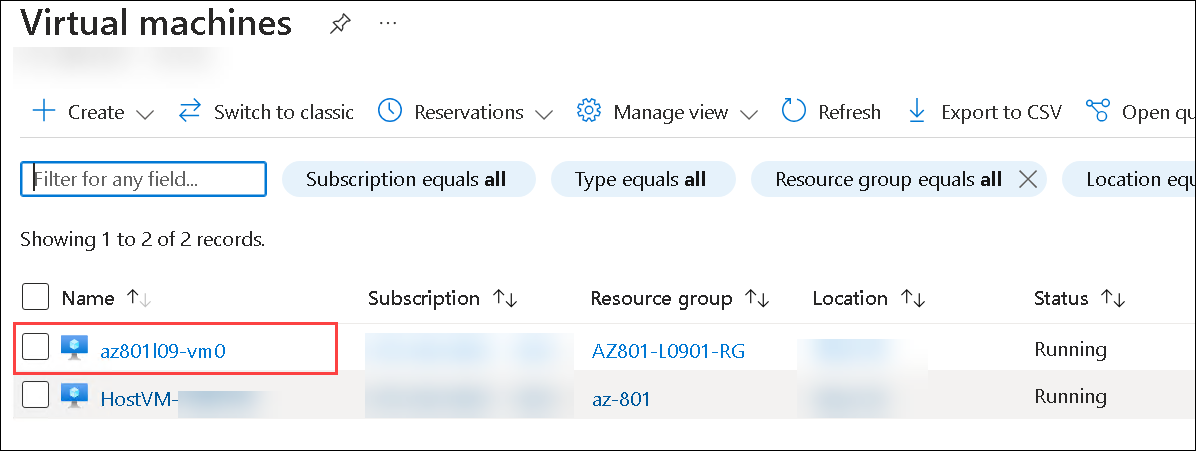 Virtual machines ...
Create Switch to classic Reservations Manage view Refresh Export to CSV Open qu
Filter for any field... Subscription equals all Type equals all Resource group equals all Location equ
Showing 1 to 2 of 2 records.
Name Subscription Resource group Location Status
az801l09-vm0 AZ801-L0901-RG Running
HostVM- az-801 Running